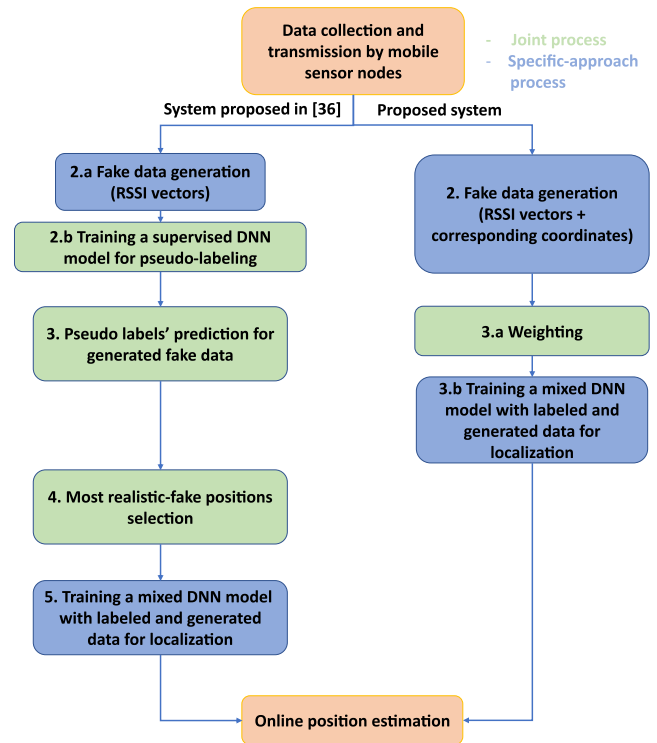 Data collection and
transmission by mobile
sensor nodes
- Joint process
- Specific-approach
process
System proposed in [36]
Proposed system
2.a Fake data generation
(RSSI vectors)
2.b Training a supervised DNN
model for pseudo-labeling
3. Pseudo labels' prediction for
generated fake data
4. Most realistic-fake positions
selection
5. Training a mixed DNN model
with labeled and generated
data for localization
2. Fake data generation
(RSSI vectors +
corresponding coordinates)
3.a Weighting
3.b Training a mixed DNN
model with labeled and
generated data for
localization
Online position estimation